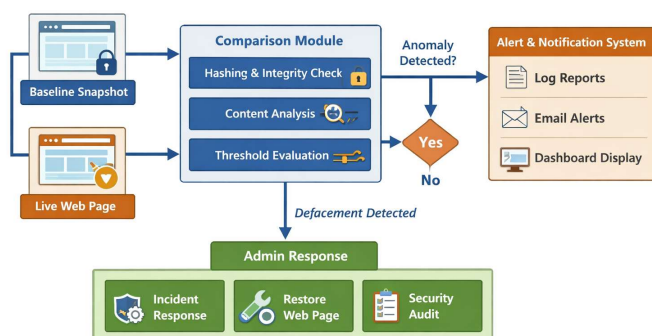 Baseline Snapshot
Live Web Page
Comparison Module
Hashing & Integrity Check
Content Analysis
Threshold Evaluation
Anomaly
Detected?
Yes
No
Alert & Notification System
Log Reports
Email Alerts
Dashboard Display
Defacement Detected
Admin Response
Incident
Response
Restore
Web Page
Security
Audit